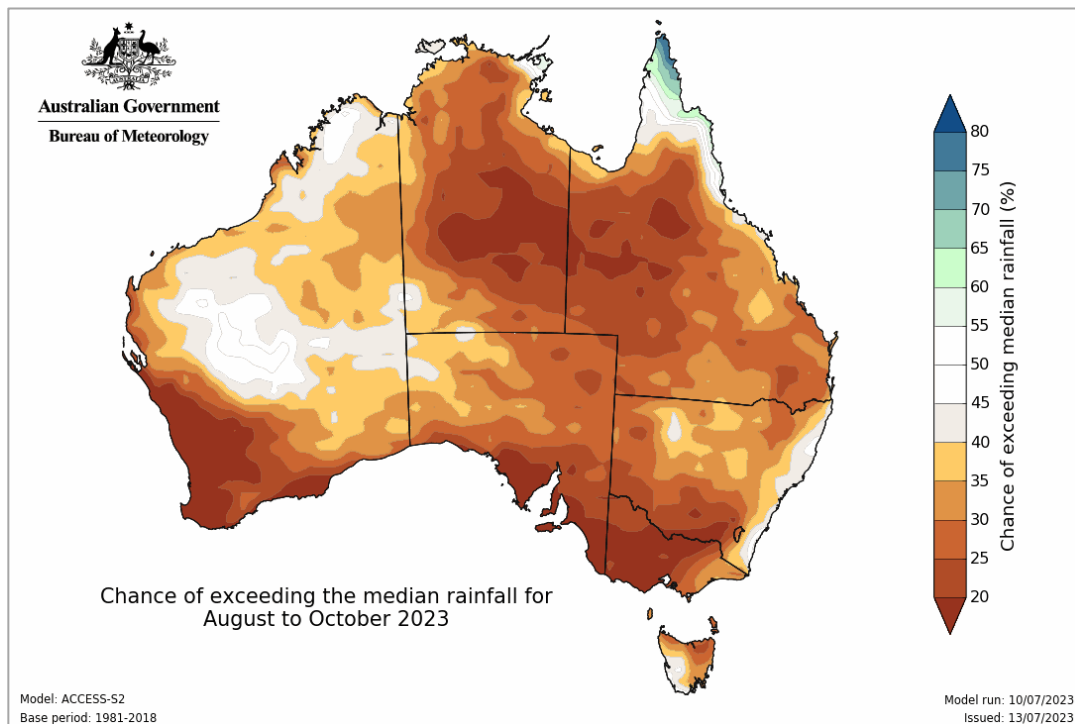 Australian Government
Bureau of Meteorology
80
75
70
65
60
55
50
45
40
35
30
25
20
Chance of exceeding median rainfall (%)
Chance of exceeding the median rainfall for
August to October 2023
Model: ACCESS-S2
Base period: 1981-2018
Model run: 10/07/2023
Issued: 13/07/2023